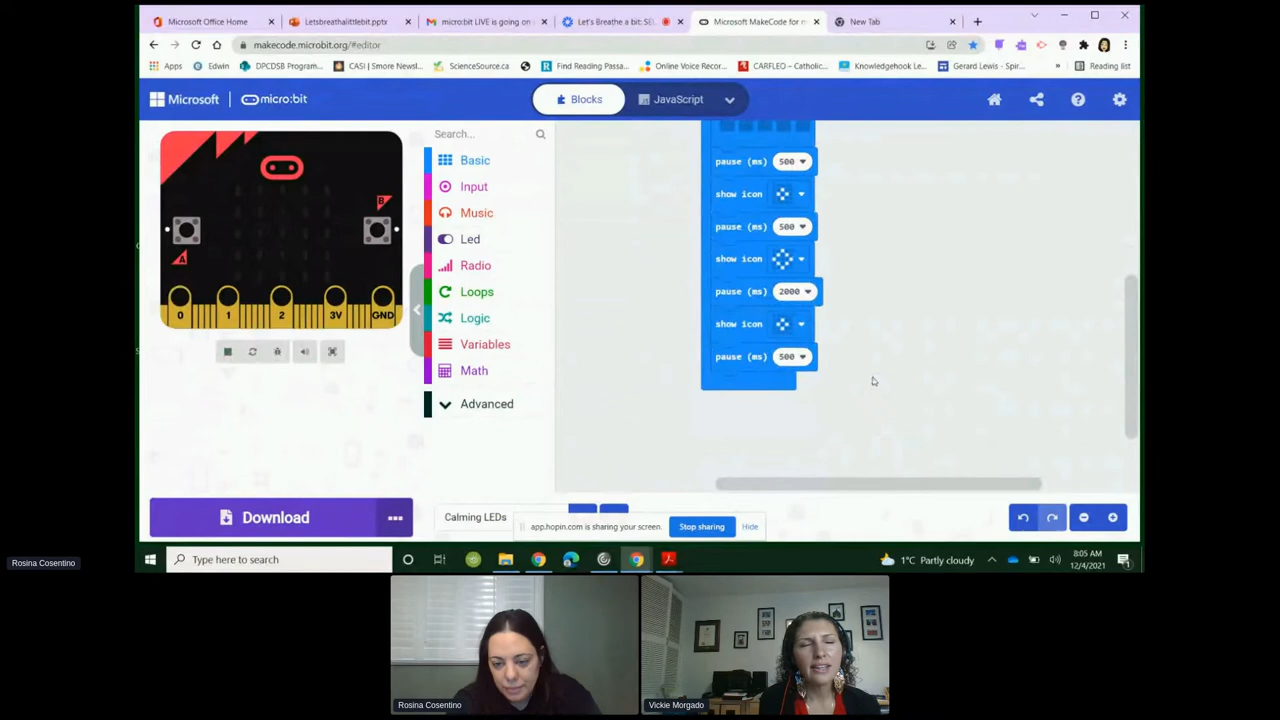 Microsoft Office Home
Letsbreathalittlebit.pptx
micro:bit LIVE is going on
Let's Breathe a bit: SEL
Microsoft MakeCode for m
New Tab
makecode.microbit.org/#editor
Apps
Edwin
DPCDSB Program...
CASI | Smore Newsl...
ScienceSource.ca
Find Reading Passa...
Online Voice Recor...
CARFLEO – Catholic...
Knowledgehook Le...
Gerard Lewis - Spir...
»
Reading list
Microsoft
micro:bit
Blocks
JavaScript
A
B
0
1
2
3V
GND
Search...
Basic
Input
Music
Led
Radio
Loops
Logic
Variables
Math
Advanced
pause (ms) 500
show icon
pause (ms) 500
show icon
pause (ms) 2000
show icon
pause (ms) 500
Download
Calming LEDs
app.hopin.com is sharing your screen.
Stop sharing
Hide
Type here to search
1°C Partly cloudy
8:05 AM
12/4/2021
Rosina Cosentino
Rosina Cosentino
Vickie Morgado